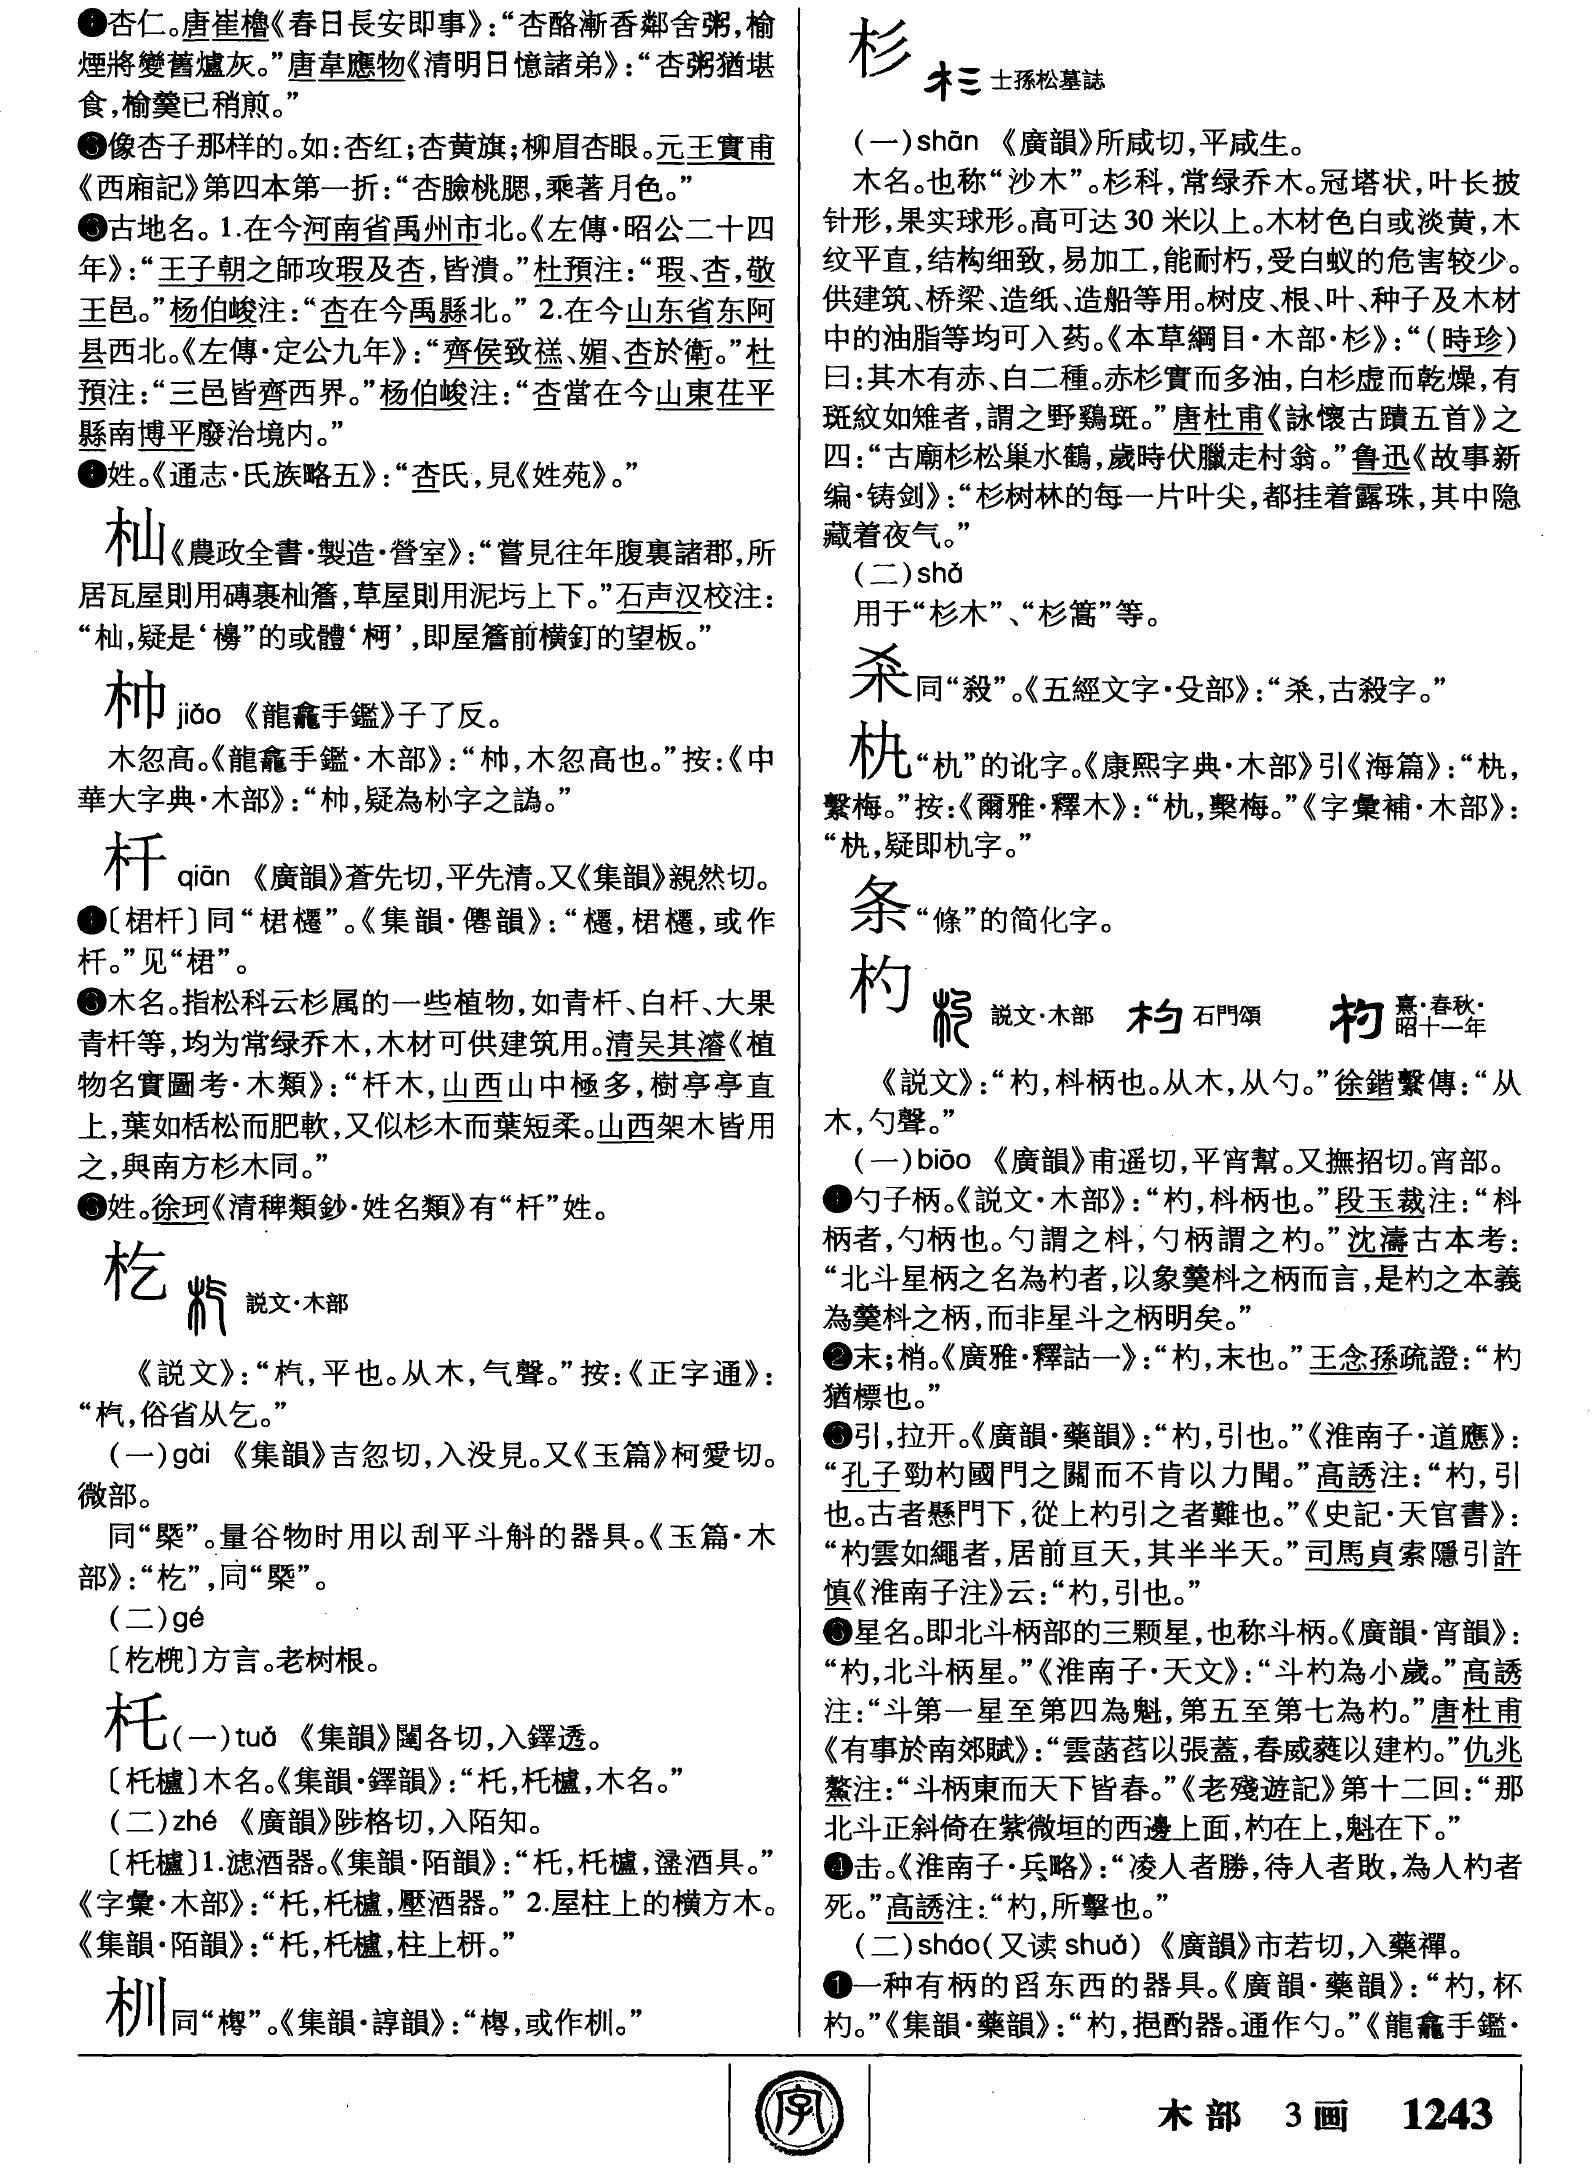 杏仁。唐崔櫓《春日長安即事》：“杏酪漸香鄰舍粥，榆
煙將變舊爐灰。”唐韋應物《清明日憶諸弟》：“杏粥猶堪
食，榆羹已稍煎。”
❸像杏子那样的。如：杏红；杏黄旗；柳眉杏眼。元王實甫
《西廂記》第四本第一折：“杏臉桃腮，乘著月色。”
古地名。1.在今河南省禹州市北。《左傳·昭公二十四
年》：“王子朝之師攻瑕及杏，皆潰。”杜預注：“瑕、杏，敬
王邑。”杨伯峻注：“杏在今禹縣北。” 2.在今山东省东阿
县西北。《左傳·定公九年》：“齊侯致禚、媚、杏於衛。”杜
預注：“三邑皆齊西界。”杨伯峻注：“杏當在今山東茌平
縣南博平廢治境内。”
姓。《通志·氏族略五》：“杏氏，見《姓苑》。”
杣《農政全書·製造·營室》：“嘗見往年腹裏諸郡，所
居瓦屋則用磚裹杣簷，草屋則用泥圬上下。”石声汉校注：
“杣，疑是‘櫋”的或體‘㭓’，即屋簷前横釘的望板。”
jiǎo 《龍龕手鑑》子了反。
木忽高。《龍龕手鑑·木部》：“，木忽高也。”按：《中
華大字典·木部》：“，疑為朴字之譌。”
杄 qiān 《廣韻》蒼先切，平先清。又《集韻》親然切。
〔桾杄〕同“桾櫏”。《集韻·僊韻》：“櫏，桾櫏，或作
杄。”见“桾”。
木名。指松科云杉属的一些植物，如青杄、白杄、大果
青杄等，均为常绿乔木，木材可供建筑用。清吴其濬《植
物名實圖考·木類》：“杄木，山西山中極多，樹亭亭直
上，葉如栝松而肥軟，又似杉木而葉短柔。山西架木皆用
之，與南方杉木同。”
❸姓。徐珂《清稗類鈔·姓名類》有“杄”姓。
杚 説文·木部
《説文》：“杚，平也。从木，气聲。”按：《正字通》：
“杚，俗省从乞。”
（一）gài 《集韻》吉忽切，入没見。又《玉篇》柯愛切。
微部。
同“槩”。量谷物时用以刮平斗斛的器具。《玉篇·木
部》：“杚”，同“槩”。
（二）gé
〔杚〕方言。老树根。
杔（一）tuǒ 《集韻》闥各切，入鐸透。
〔杔櫨〕木名。《集韻·鐸韻》：“杔，杔櫨，木名。”
（二）zhé 《廣韻》陟格切，入陌知。
〔杔櫨〕1.滤酒器。《集韻·陌韻》：“杔，杔櫨，盪酒具。”
《字彙·木部》：“杔，杔櫨，壓酒器。” 2.屋柱上的横方木。
《集韻·陌韻》：“杔，杔櫨，柱上枅。”
杊同“橁”。《集韻·諄韻》：“橁，或作杊。”
杉 士孫松墓誌
（一）shān 《廣韻》所咸切，平咸生。
木名。也称“沙木”。杉科，常绿乔木。冠塔状，叶长披
针形，果实球形。高可达 30 米以上。木材色白或淡黄，木
纹平直，结构细致，易加工，能耐朽，受白蚁的危害较少。
供建筑、桥梁、造纸、造船等用。树皮、根、叶、种子及木材
中的油脂等均可入药。《本草綱目·木部·杉》：“（時珍）
曰：其木有赤、白二種。赤杉實而多油，白杉虚而乾燥，有
斑紋如雉者，謂之野鷄斑。”唐杜甫《詠懷古蹟五首》之
四：“古廟杉松巢水鶴，歲時伏臘走村翁。”鲁迅《故事新
编·铸剑》：“杉树林的每一片叶尖，都挂着露珠，其中隐
藏着夜气。”
（二）shā
用于“杉木”、“杉篙”等。
杀同“殺”。《五經文字·殳部》：“杀，古殺字。”
“朹”的讹字。《康熙字典·木部》引《海篇》：“，
繫梅。”按：《爾雅·釋木》：“朹，檕梅。”《字彙補·木部》：
“，疑即朹字。”
条“條”的简化字。
杓 説文·木部 石門頌 熹·春秋·
昭十一年
《説文》：“杓，枓柄也。从木，从勺。”徐鍇繫傳：“从
木，勺聲。”
（一）biāo 《廣韻》甫遥切，平宵幫。又撫招切。宵部。
勺子柄。《説文·木部》：“杓，枓柄也。”段玉裁注：“枓
柄者，勺柄也。勺謂之枓，勺柄謂之杓。”沈濤古本考：
“北斗星柄之名為杓者，以象羹枓之柄而言，是杓之本義
為羹枓之柄，而非星斗之柄明矣。”
❷末；梢。《廣雅·釋詁一》：“杓，末也。”王念孫疏證：“杓
猶標也。”
❸引，拉开。《廣韻·藥韻》：“杓，引也。”《淮南子·道應》：
“孔子勁杓國門之關而不肯以力聞。”高誘注：“杓，引
也。古者懸門下，從上杓引之者難也。”《史記·天官書》：
“杓雲如繩者，居前亘天，其半半天。”司馬貞索隱引許
慎《淮南子注》云：“杓，引也。”
星名。即北斗柄部的三颗星，也称斗柄。《廣韻·宵韻》：
“杓，北斗柄星。”《淮南子·天文》：“斗杓為小歲。”高誘
注：“斗第一星至第四為魁，第五至第七為杓。”唐杜甫
《有事於南郊賦》：“雲菡萏以張蓋，春葳蕤以建杓。”仇兆
鰲注：“斗柄東而天下皆春。”《老殘遊記》第十二回：“那
北斗正斜倚在紫微垣的西邊上面，杓在上，魁在下。”
❹击。《淮南子·兵略》：“凌人者勝，待人者敗，為人杓者
死。”高誘注：“杓，所擊也。”
（二）sháo（又读 shuó） 《廣韻》市若切，入藥禪。
❶一种有柄的舀东西的器具。《廣韻·藥韻》：“杓，杯
杓。”《集韻·藥韻》：“杓，挹酌器。通作勺。”《龍龕手鑑·
字
木部 3画 1243